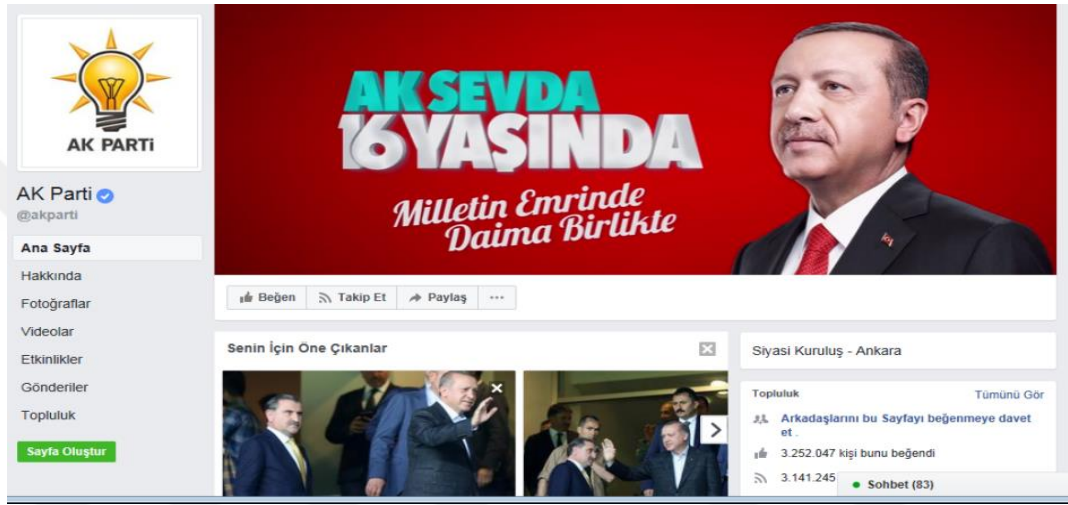 AK PARTi
AK Parti
@akparti
Ana Sayfa
Hakkında
Fotoğraflar
Videolar
Etkinlikler
Gönderiler
Topluluk
Sayfa Oluştur
AK SEVDA
16 YAŞINDA
Milletin Emrinde
Daima Birlikte
Beğen
Takip Et
Paylaş
Senin İçin Öne Çıkanlar
Siyasi Kuruluş - Ankara
Topluluk
Tümünü Gör
Arkadaşlarını bu Sayfayı beğenmeye davet
et .
3.252.047 kişi bunu beğendi
3.141.245
Sohbet (83)